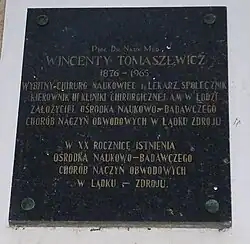 Prof. Dr. Nauk Med.
WINCENTY TOMASZEWICZ
1876 – 1965
WYBITNY CHIRURG NAUKOWIEC I LEKARZ SPOŁECZNIK
KIEROWNIK II KLINIKI CHIRURGICZNEJ A.M. W ŁODZI
ZAŁOŻYCIEL OŚRODKA NAUKOWO-BADAWCZEGO
CHORÓB NACZYŃ OBWODOWYCH W LĄDKU ZDROJU
W XX ROCZNICĘ ISTNIENIA
OŚRODKA NAUKOWO-BADAWCZEGO
CHORÓB NACZYŃ OBWODOWYCH
W LĄDKU – ZDROJU.